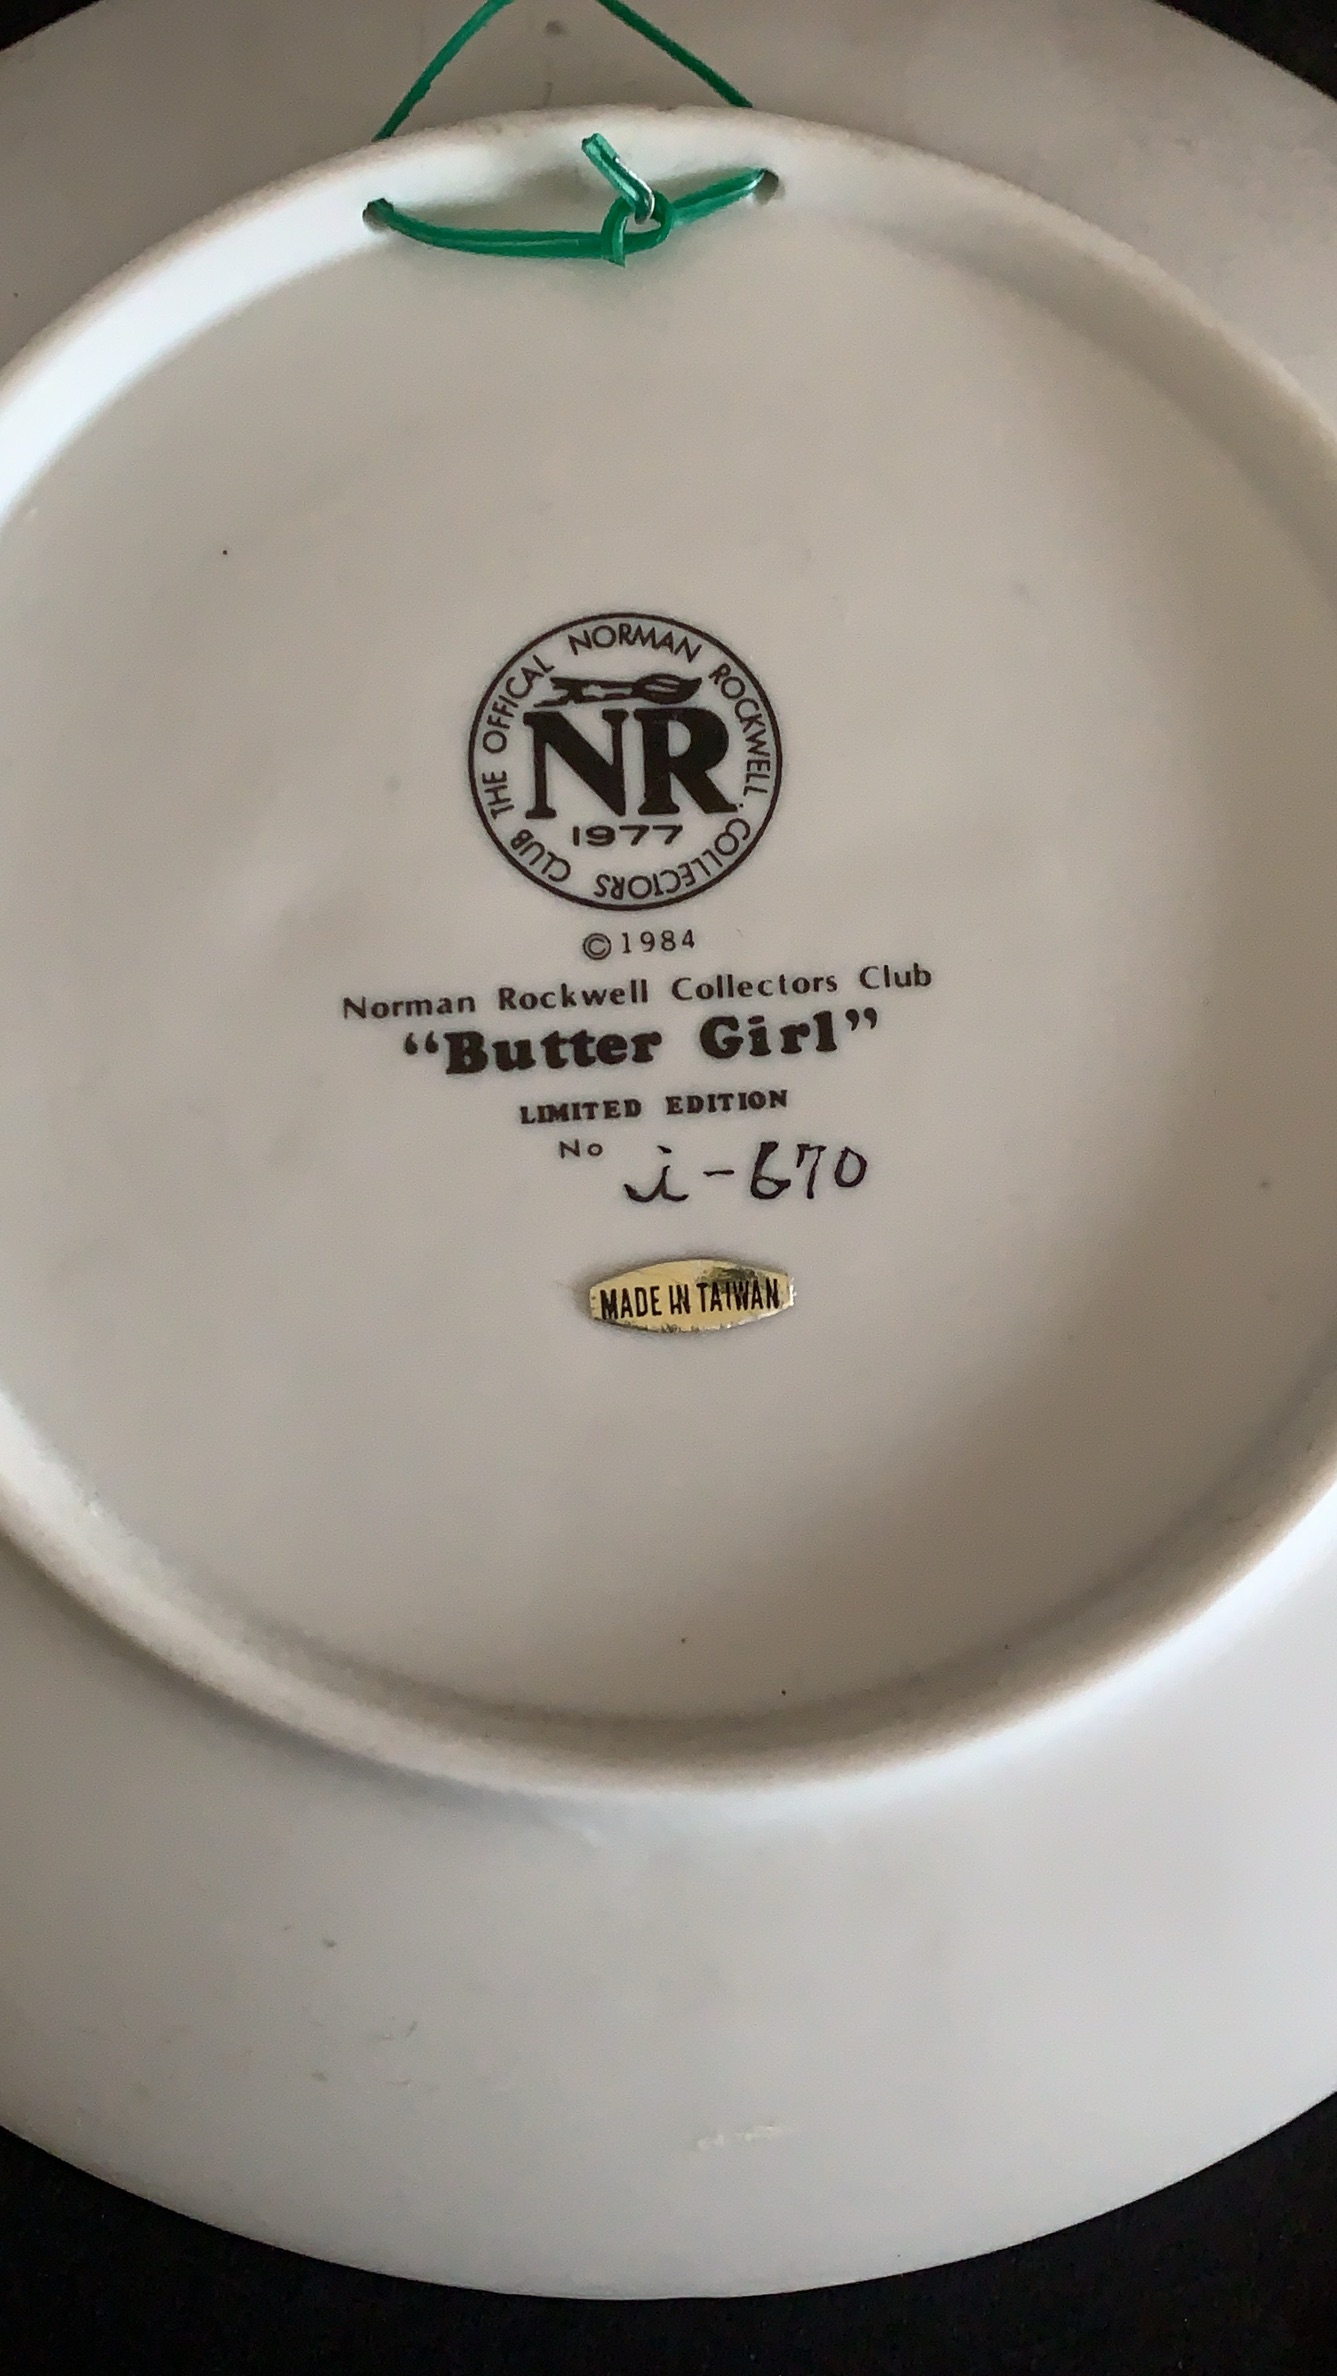 THE OFFICAL NORMAN ROCKWELL COLLECTORS CLUB
NR
1977
©1984
Norman Rockwell Collectors Club
“Butter Girl”
LIMITED EDITION
No i-670
MADE IN TAIWAN